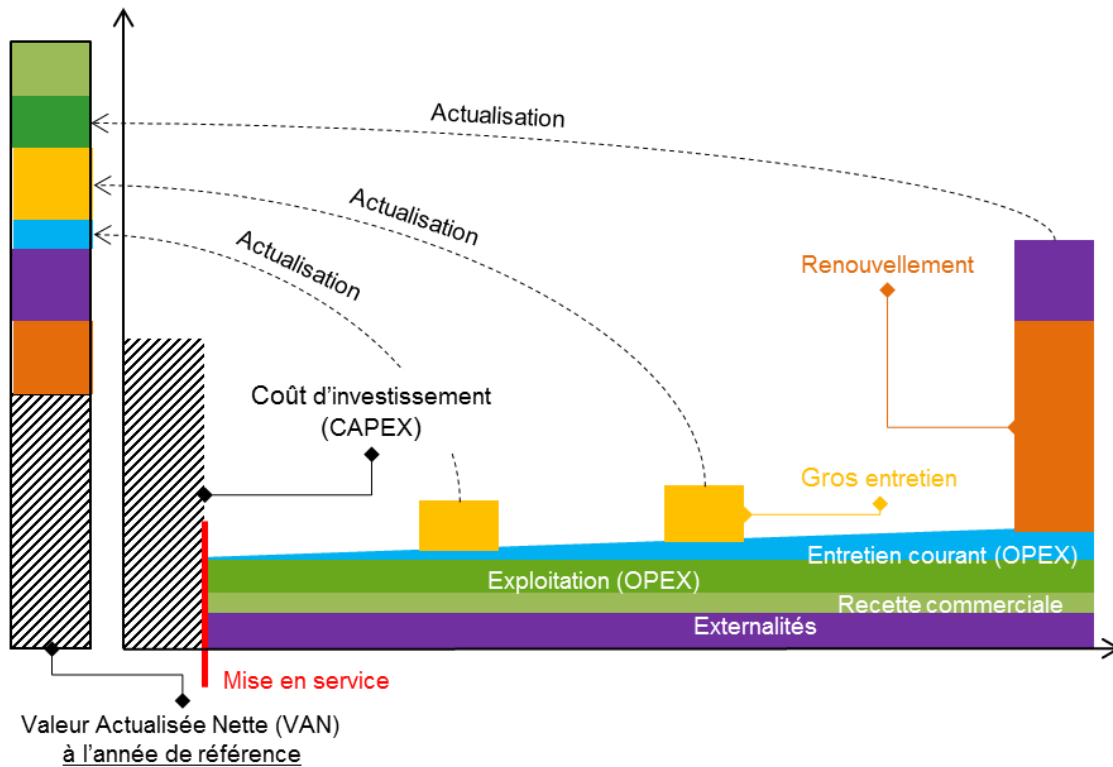 Actualisation
Actualisation
Actualisation
Renouvellement
Coût d’investissement
(CAPEX)
Gros entretien
Entretien courant (OPEX)
Exploitation (OPEX)
Recette commerciale
Externalités
Mise en service
Valeur Actualisée Nette (VAN)
à l’année de référence